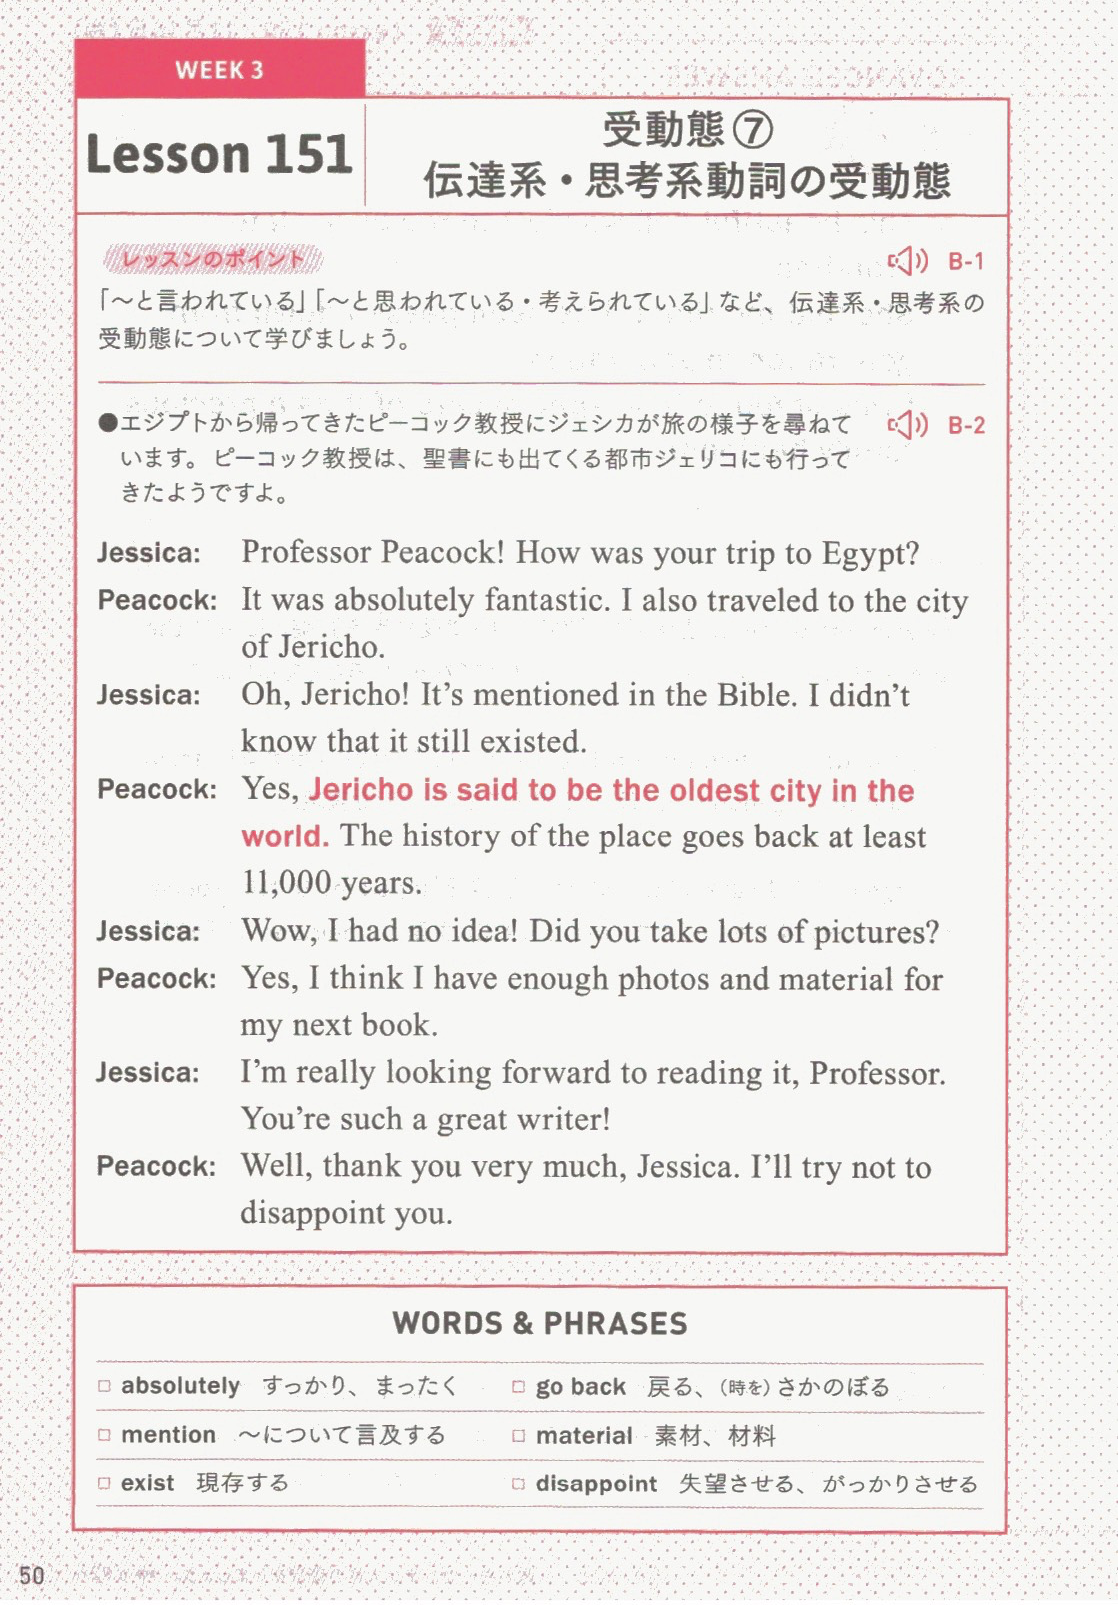 WEEK 3
Lesson 151
受動態⑦
伝達系・思考系動詞の受動態
レッスンのポイント
B-1
「～と言われている」「～と思われている・考えられている」など、伝達系・思考系の
受動態について学びましょう。
●エジプトから帰ってきたピーコック教授にジェシカが旅の様子を尋ねて
B-2
います。ピーコック教授は、聖書にも出てくる都市ジェリコにも行って
きたようですよ。
Jessica: Professor Peacock! How was your trip to Egypt?
Peacock: It was absolutely fantastic. I also traveled to the city
of Jericho.
Jessica: Oh, Jericho! It's mentioned in the Bible. I didn't
know that it still existed.
Peacock: Yes, Jericho is said to be the oldest city in the
world. The history of the place goes back at least
11,000 years.
Jessica: Wow, I had no idea! Did you take lots of pictures?
Peacock: Yes, I think I have enough photos and material for
my next book.
Jessica: I'm really looking forward to reading it, Professor.
You're such a great writer!
Peacock: Well, thank you very much, Jessica. I'll try not to
disappoint you.
WORDS & PHRASES
□ absolutely すっかり、まったく
□ go back 戻る、（時を）さかのぼる
□ mention ～について言及する
□ material 素材、材料
□ exist 現存する
□ disappoint 失望させる、がっかりさせる
50